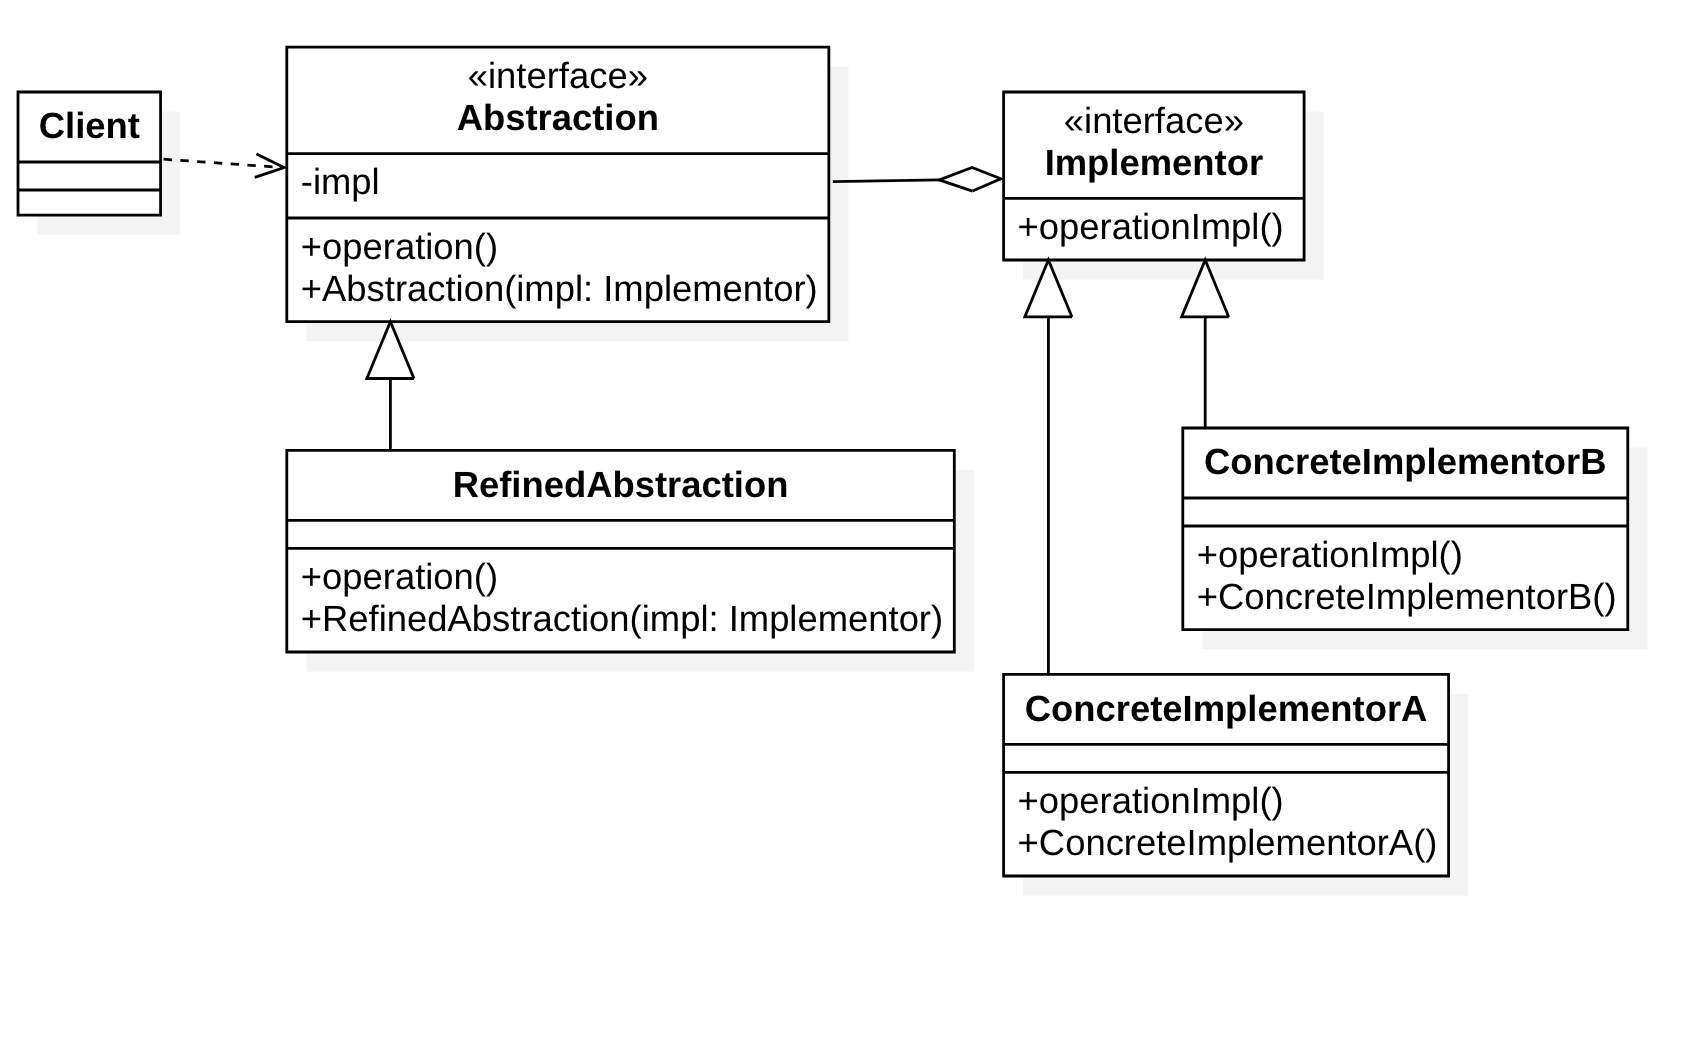 Client
«interface»
Abstraction
-impl
+operation()
+Abstraction(impl: Implementor)
«interface»
Implementor
+operationImpl()
RefinedAbstraction
+operation()
+RefinedAbstraction(impl: Implementor)
ConcreteImplementorB
+operationImpl()
+ConcreteImplementorB()
ConcreteImplementorA
+operationImpl()
+ConcreteImplementorA()